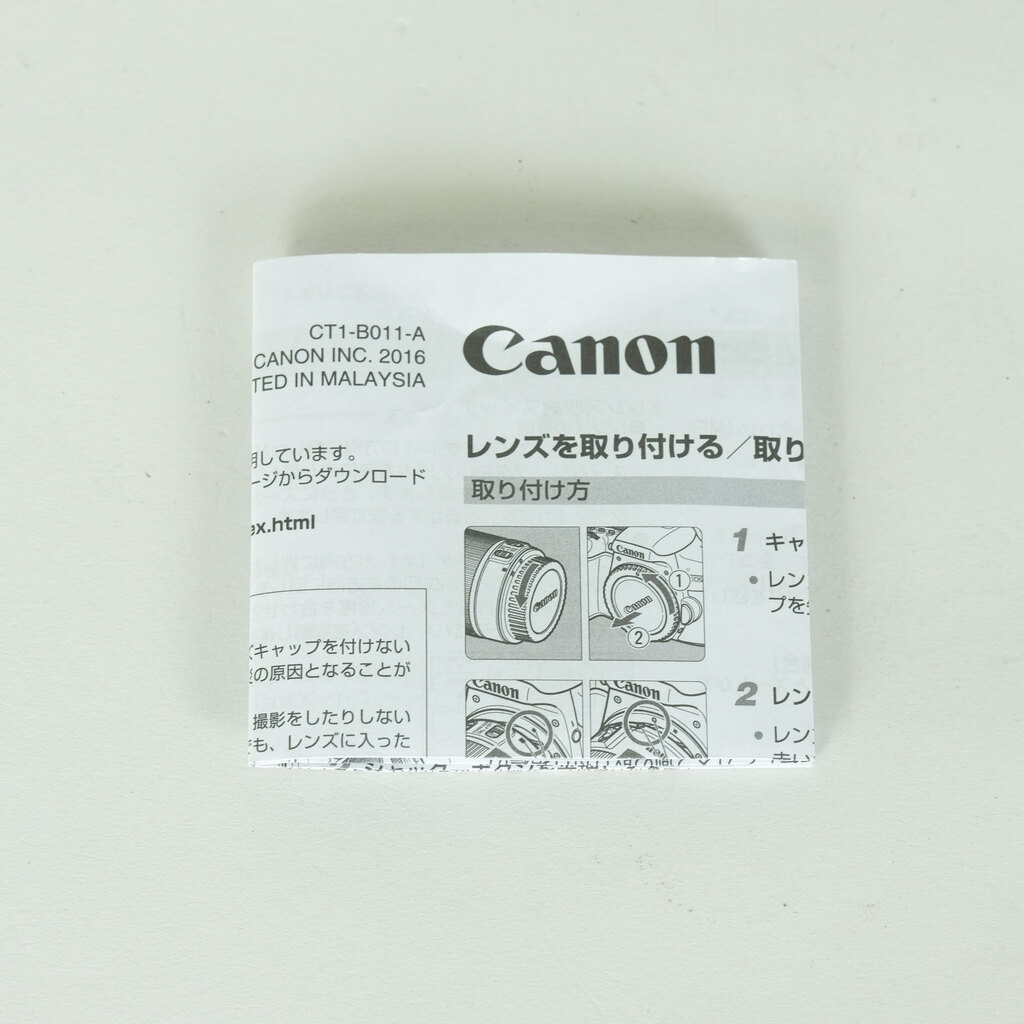 CT1-B011-A
CANON INC. 2016
TED IN MALAYSIA
しています。
ージからダウンロード
ex.html
キャップを付けない
の原因となることが
撮影をしたりしない
も、レンズに入った
Canon
レンズを取り付ける／取り
取り付け方
Canon
Canon
①
Canon
②
1 キャ
• レン
プを
Canon
Canon
2 レン
• レン